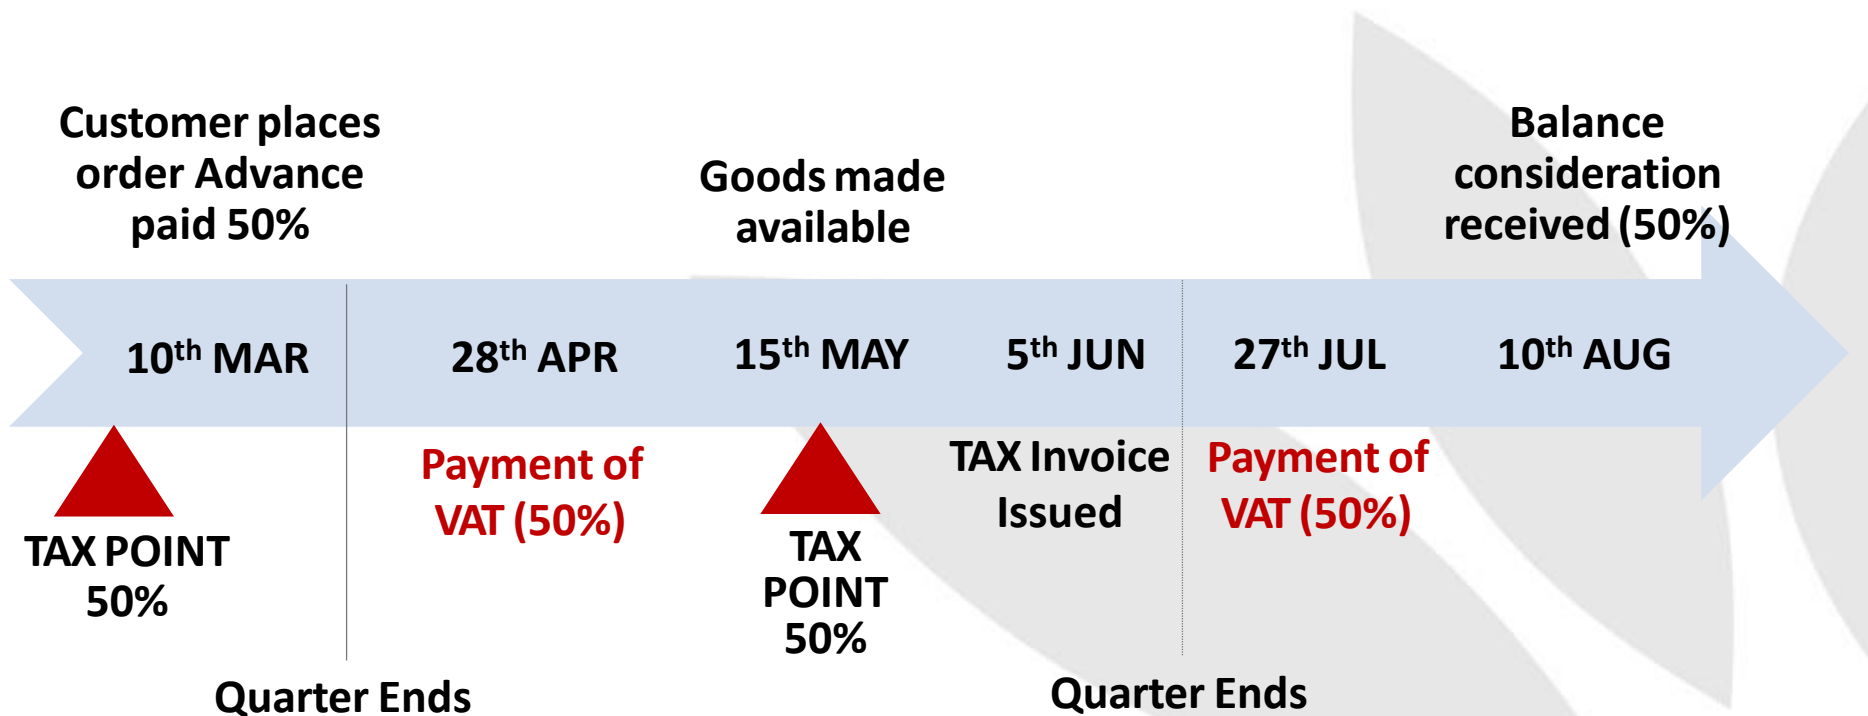 Customer places
order Advance
paid 50%
Goods made
available
Balance
consideration
received (50%)
10th MAR
28th APR
15th MAY
5th JUN
27th JUL
10th AUG
TAX POINT
50%
Payment of
VAT (50%)
TAX
POINT
50%
TAX Invoice
Issued
Payment of
VAT (50%)
Quarter Ends
Quarter Ends